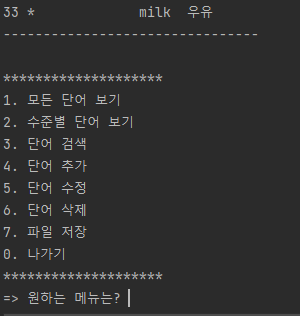 33 * milk 우유
--------------------------------
********************
1. 모든 단어 보기
2. 수준별 단어 보기
3. 단어 검색
4. 단어 추가
5. 단어 수정
6. 단어 삭제
7. 파일 저장
0. 나가기
********************
=> 원하는 메뉴는?